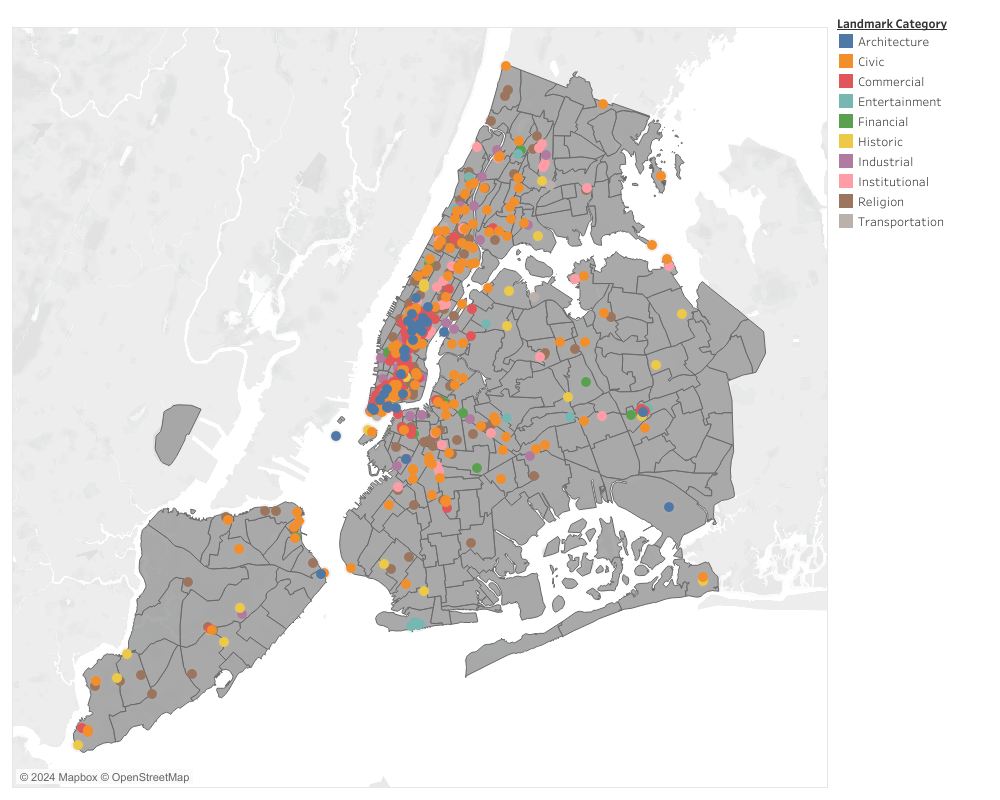 Landmark Category
Architecture
Civic
Commercial
Entertainment
Financial
Historic
Industrial
Institutional
Religion
Transportation
© 2024 Mapbox © OpenStreetMap